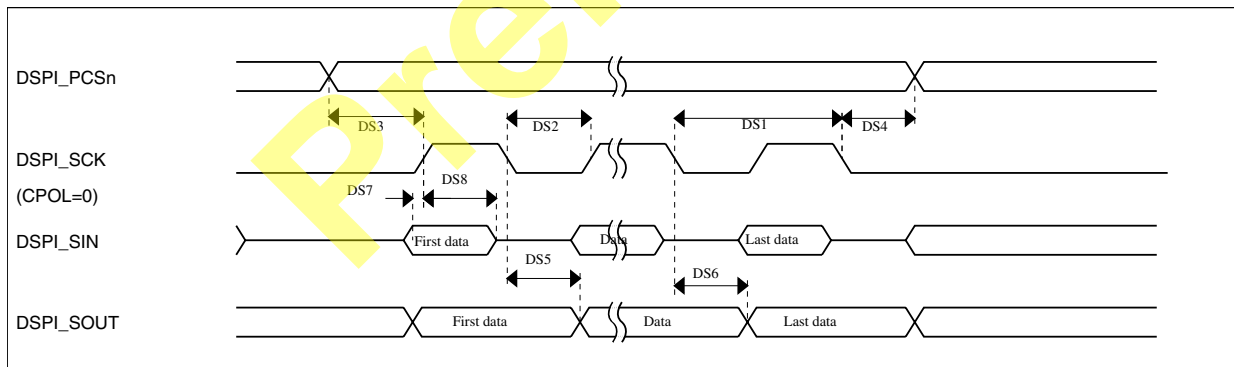 DSPI_PCSn
DS3
DS2
DS1
DS4
DSPI_SCK
(CPOL=0)
DS7
DS8
DSPI_SIN
First data
Data
Last data
DS5
DS6
DSPI_SOUT
First data
Data
Last data
Pre